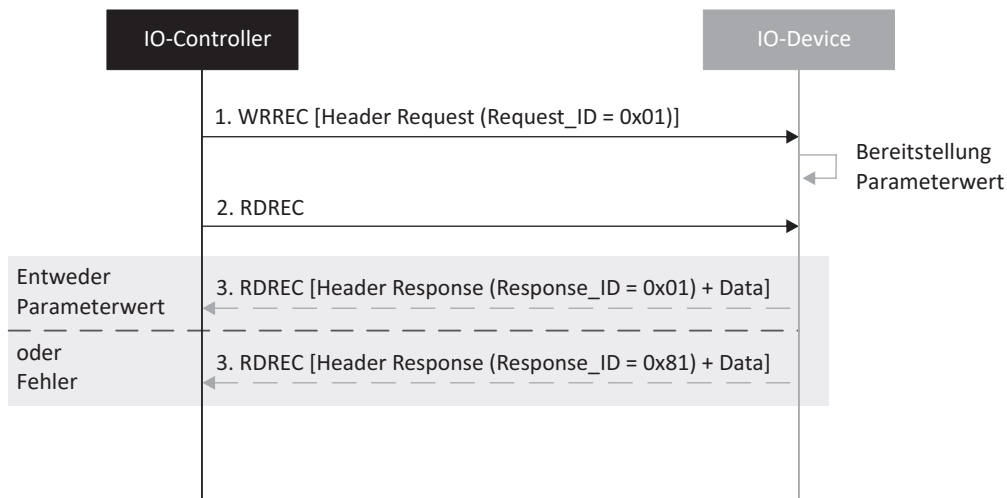 IO-Controller
IO-Device
1. WRREC [Header Request (Request_ID = 0x01)]
Bereitstellung
Parameterwert
2. RDREC
Entweder
Parameterwert
3. RDREC [Header Response (Response_ID = 0x01) + Data]
oder
Fehler
3. RDREC [Header Response (Response_ID = 0x81) + Data]